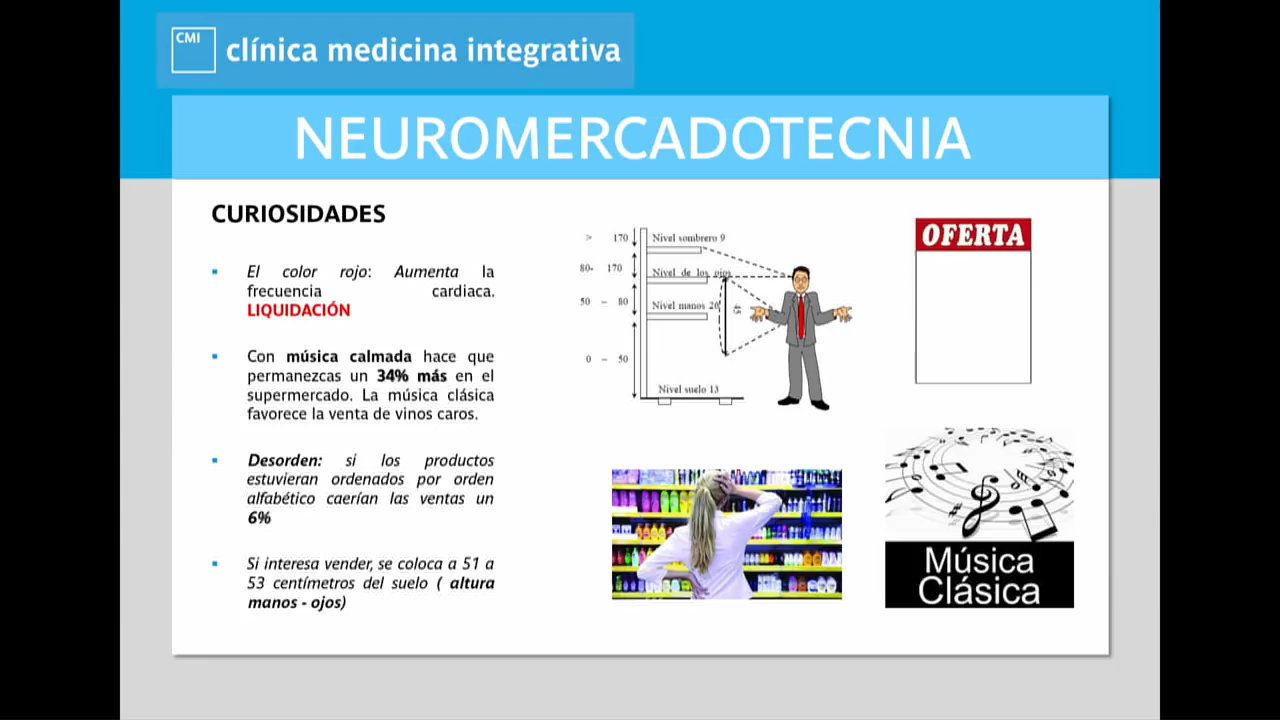 CMI
clínica medicina integrativa
NEUROMERCADOTECNIA
CURIOSIDADES
▪ El color rojo: Aumenta la
frecuencia cardiaca.
LIQUIDACIÓN
▪ Con música calmada hace que
permanezcas un 34% más en el
supermercado. La música clásica
favorece la venta de vinos caros.
▪ Desorden: si los productos
estuvieran ordenados por orden
alfabético caerían las ventas un
6%
▪ Si interesa vender, se coloca a 51 a
53 centímetros del suelo ( altura
manos - ojos)
> 170 Nivel sombrero 9
80- 170 Nivel de los ojos
50 – 80 Nivel manos 26
45
0 – 50
Nivel suelo 13
OFERTA
Música
Clásica